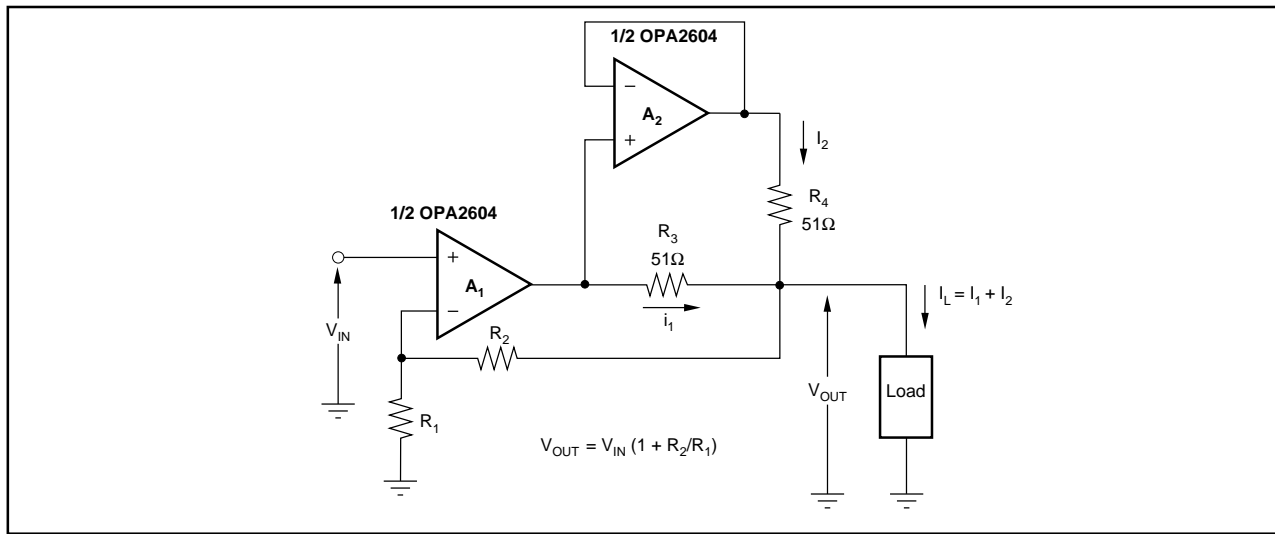 1/2 OPA2604
−
A2
+
I2
R4
51Ω
1/2 OPA2604
+
A1
−
R3
51Ω
i1
IL = I1 + I2
VIN
R2
VOUT
Load
R1
VOUT = VIN (1 + R2/R1)